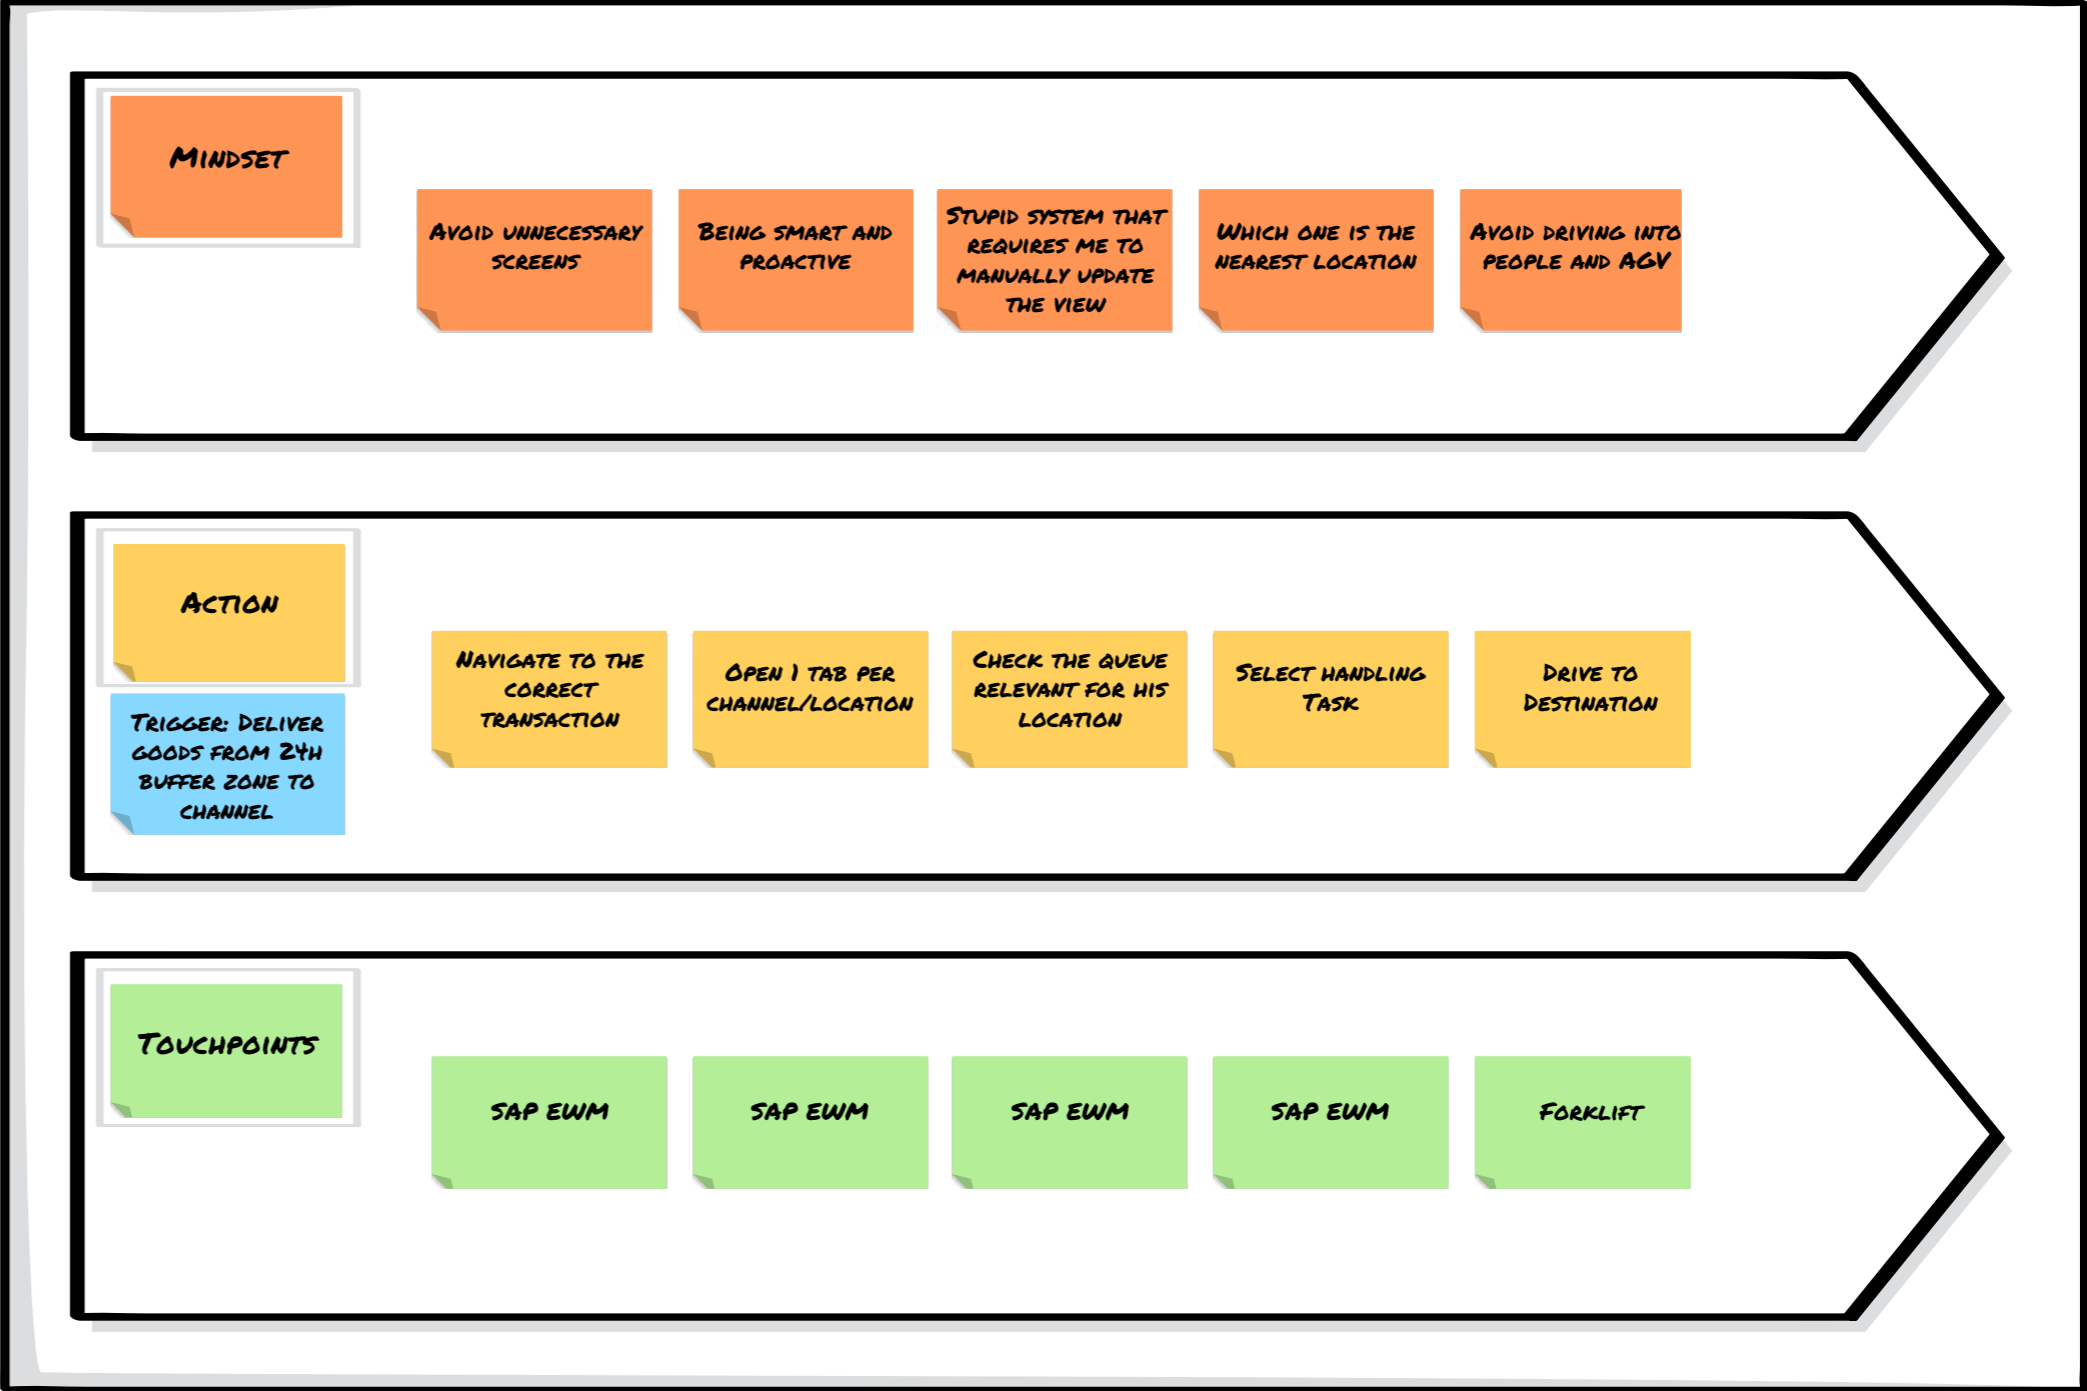 Mindset
Avoid unnecessary
screens
Being smart and
proactive
Stupid system that
requires me to
manually update
the view
Which one is the
nearest location
Avoid driving into
people and AGV
Action
Trigger: Deliver
goods from 24h
buffer zone to
channel
Navigate to the
correct
transaction
Open 1 tab per
channel/location
Check the queue
relevant for his
location
Select handling
Task
Drive to
Destination
Touchpoints
SAP EWM
SAP EWM
SAP EWM
SAP EWM
Forklift